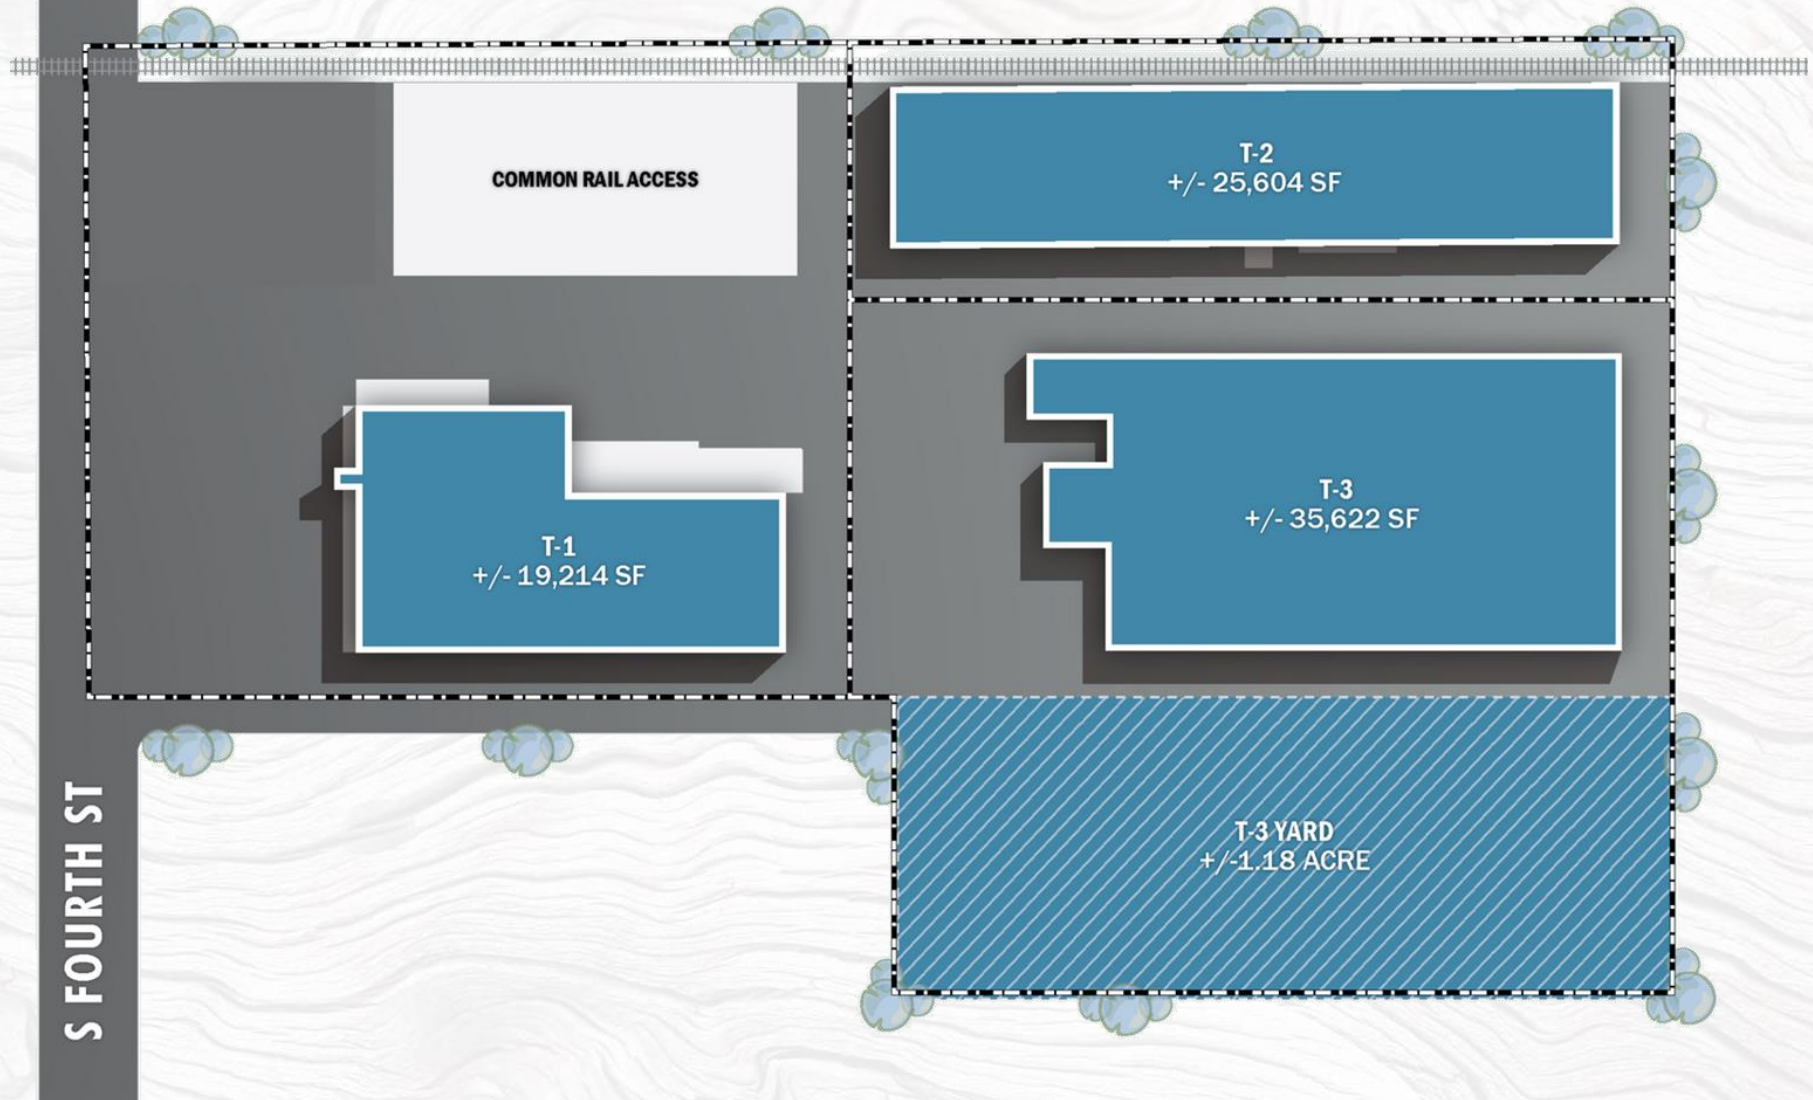 COMMON RAIL ACCESS
T-2
+/- 25,604 SF
T-1
+/- 19,214 SF
T-3
+/- 35,622 SF
T-3 YARD
+/-1.18 ACRE
S FOURTH ST